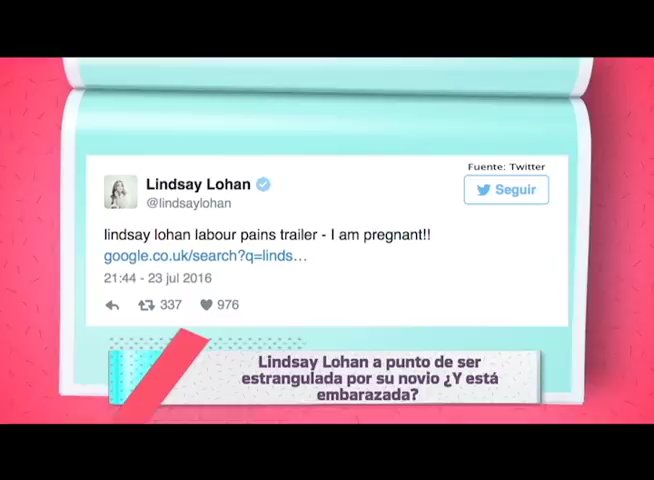 Fuente: Twitter
Lindsay Lohan
Seguir
@lindsaylohan
lindsay lohan labour pains trailer - I am pregnant!!
google.co.uk/search?q=linds…
21:44 - 23 jul 2016
337 976
Lindsay Lohan a punto de ser
estrangulada por su novio ¿Y está
embarazada?